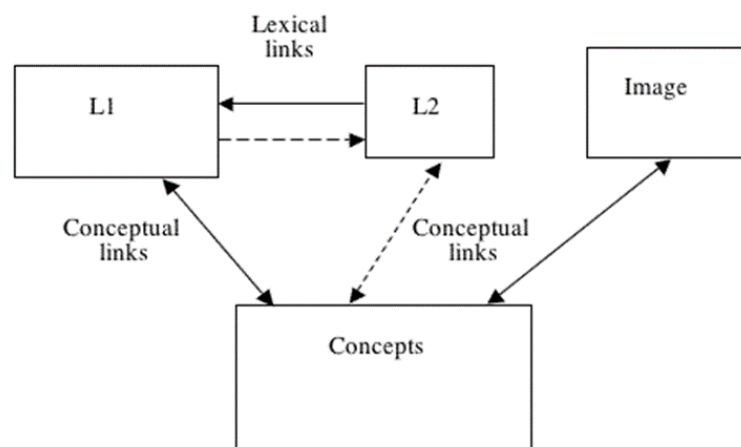 Lexical
links
L1
L2
Image
Conceptual
links
Conceptual
links
Concepts